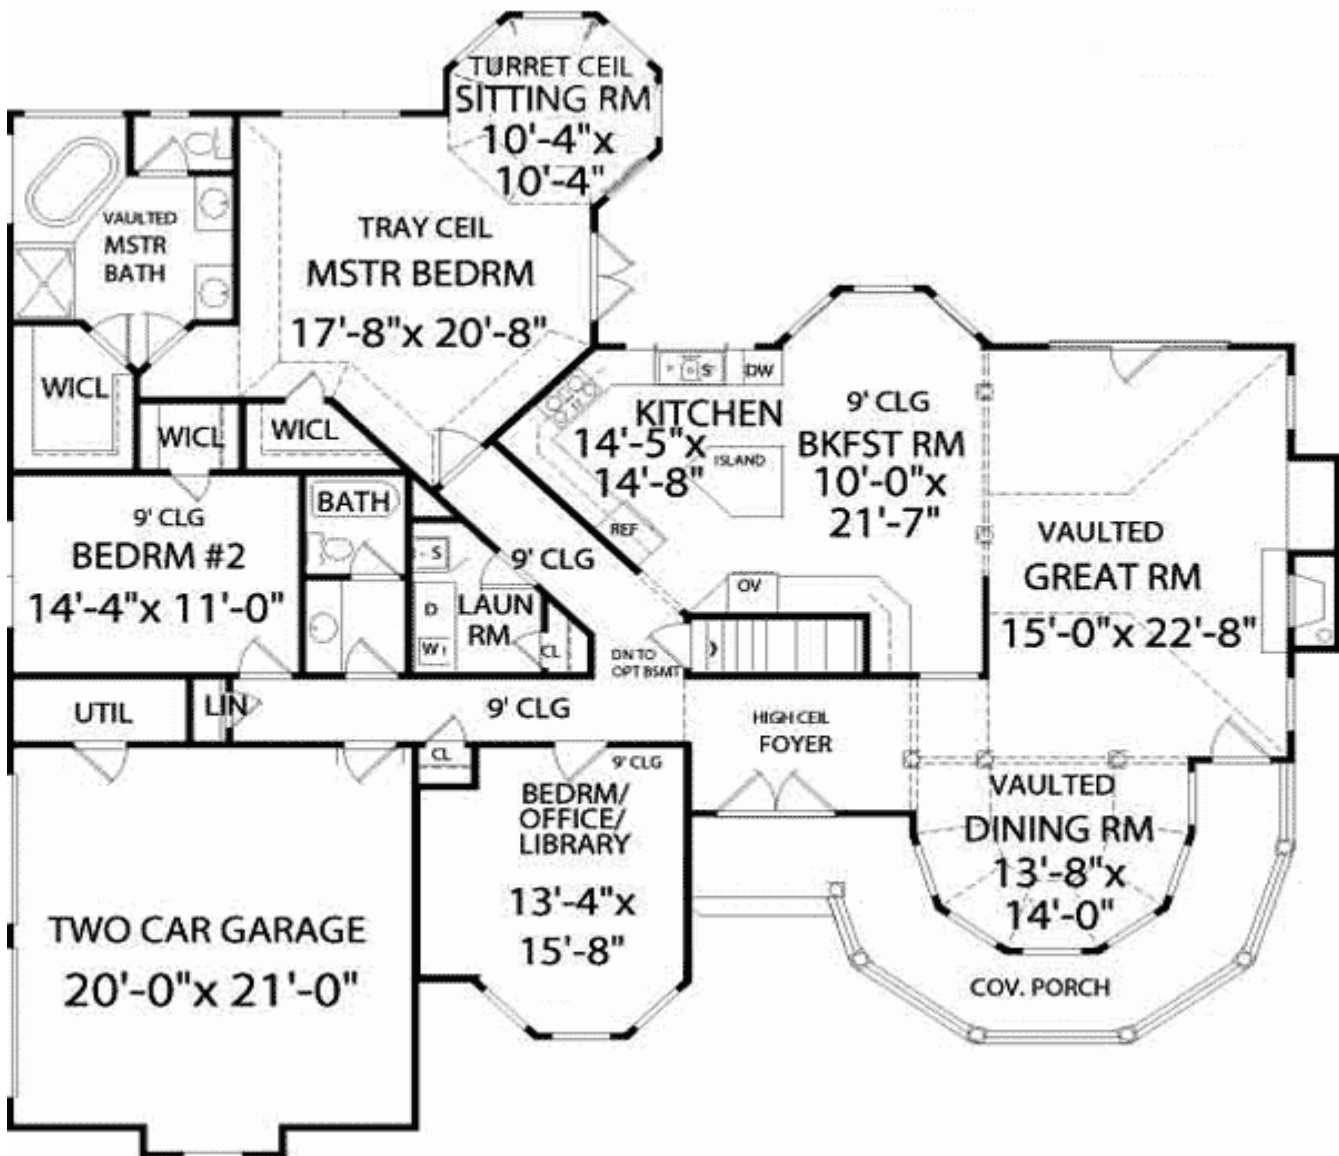 TURRET CEIL
SITTING RM
10'-4"x
10'-4"
VAULTED
MSTR
BATH
TRAY CEIL
MSTR BEDRM
17'-8"x 20'-8"
WICL
WICL
WICL
S
DW
KITCHEN
14'-5"x
14'-8"
ISLAND
REF
OV
9' CLG
BKFST RM
10'-0"x
21'-7"
VAULTED
GREAT RM
15'-0"x 22'-8"
9' CLG
BEDRM #2
14'-4"x 11'-0"
BATH
S
D
W
LAUN
RM
CL
9' CLG
DN TO
OPT BSMT
UTIL
LIN
9' CLG
HIGH CEIL
FOYER
CL
9' CLG
BEDRM/
OFFICE/
LIBRARY
13'-4"x
15'-8"
VAULTED
DINING RM
13'-8"x
14'-0"
COV. PORCH
TWO CAR GARAGE
20'-0"x 21'-0"